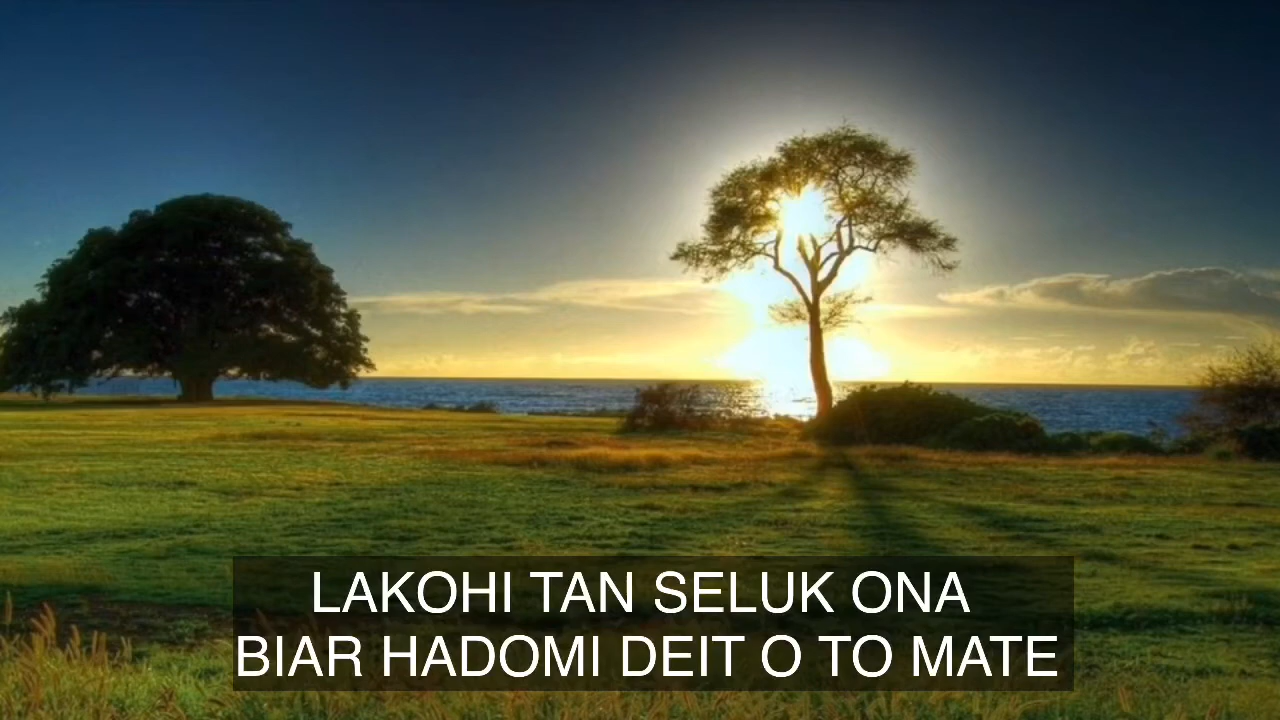 LAKOHI TAN SELUK ONA
BIAR HADOMI DEIT O TO MATE